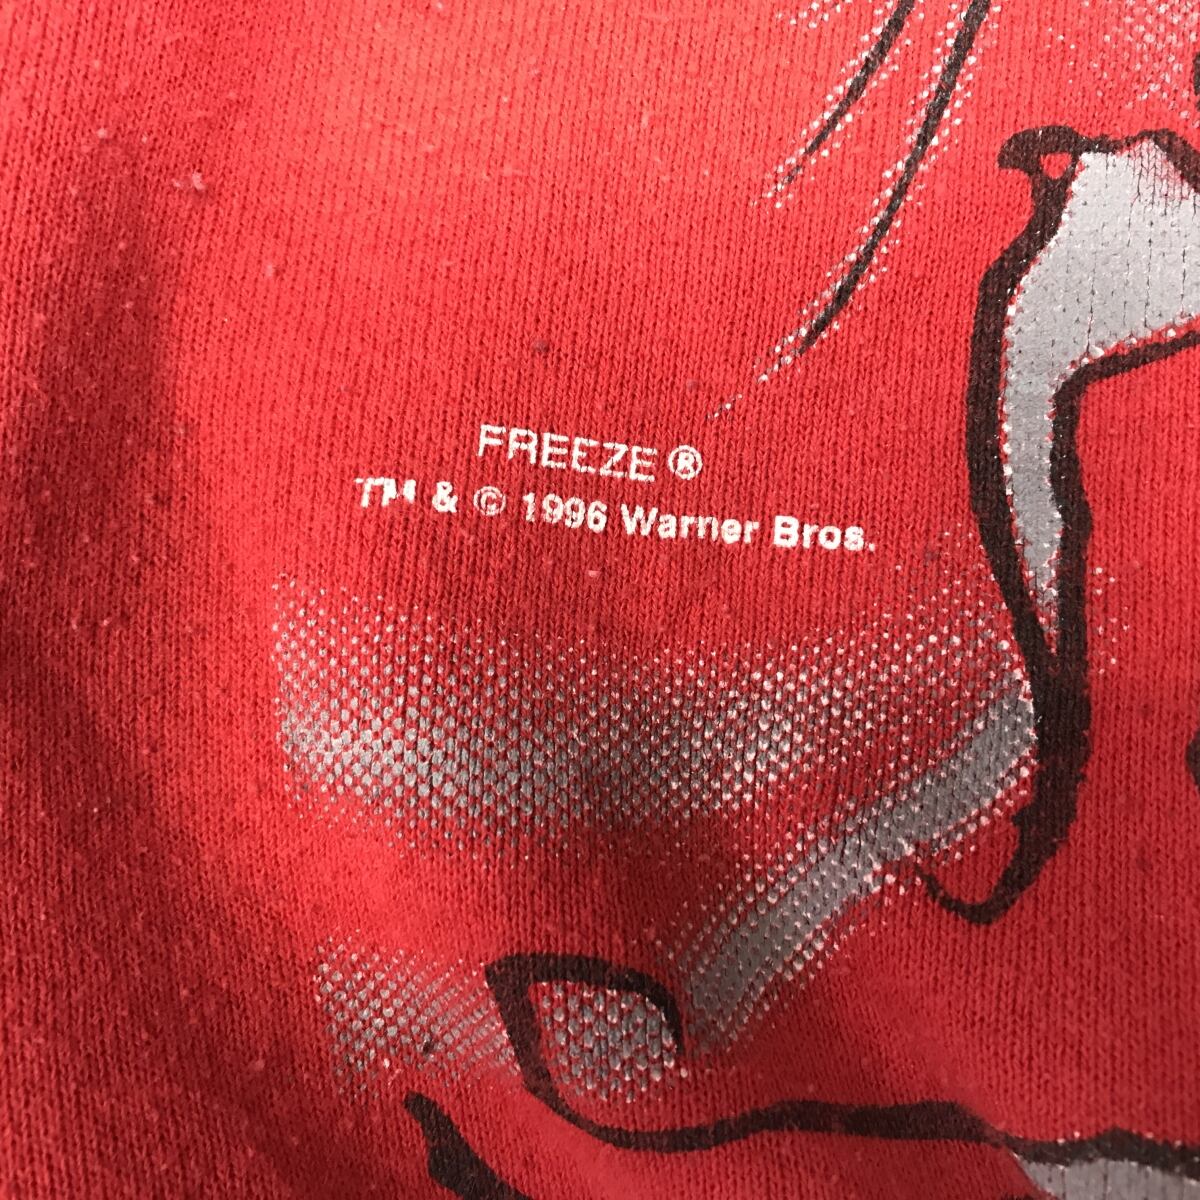 FREEZE ®
TM & © 1996 Warner Bros.